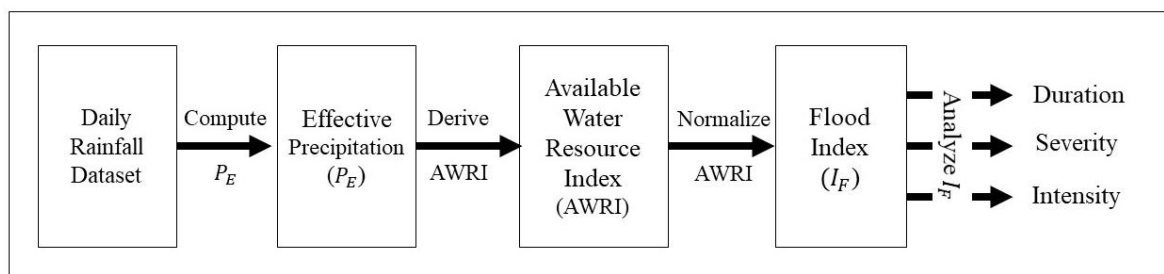 Daily
Rainfall
Dataset
Compute
P_E
Effective
Precipitation
(P_E)
Derive
AWRI
Available
Water
Resource
Index
(AWRI)
Normalize
AWRI
Flood
Index
(I_F)
Analyze I_F
Duration
Severity
Intensity